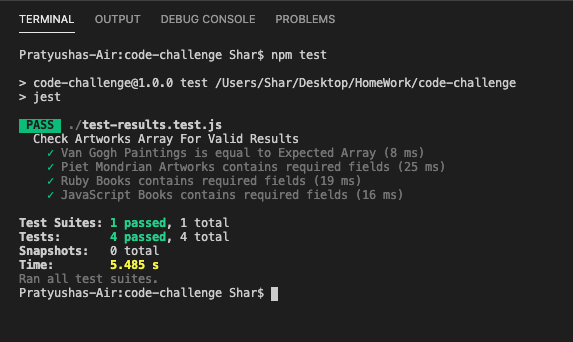 TERMINAL OUTPUT DEBUG CONSOLE PROBLEMS
Pratyushas-Air:code-challenge Shar$ npm test
> code-challenge@1.0.0 test /Users/Shar/Desktop/HomeWork/code-challenge
> jest
PASS ./test-results.test.js
Check Artworks Array For Valid Results
✓ Van Gogh Paintings is equal to Expected Array (8 ms)
✓ Piet Mondrian Artworks contains required fields (25 ms)
✓ Ruby Books contains required fields (19 ms)
✓ JavaScript Books contains required fields (16 ms)
Test Suites: 1 passed, 1 total
Tests: 4 passed, 4 total
Snapshots: 0 total
Time: 5.485 s
Ran all test suites.
Pratyushas-Air:code-challenge Shar$